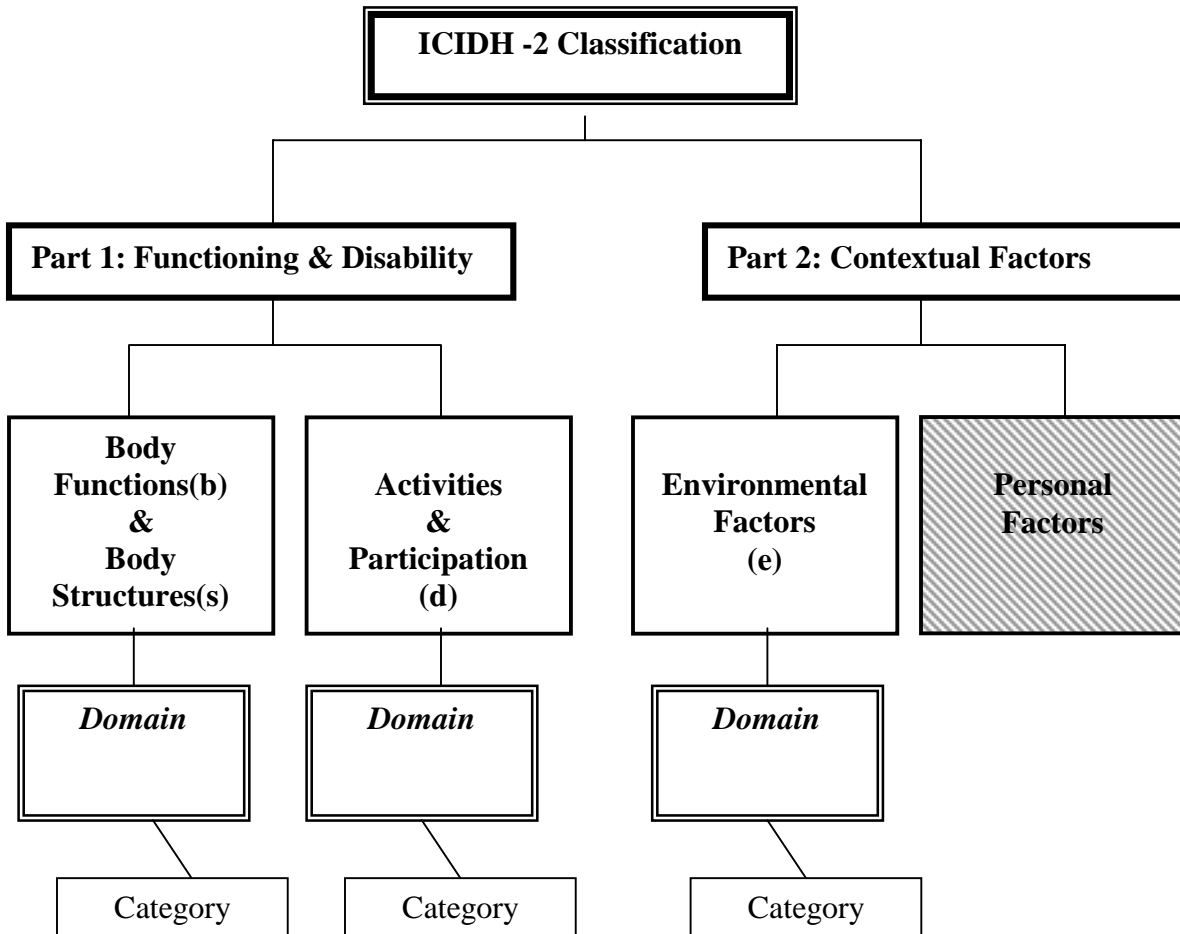 ICIDH -2 Classification
Part 1: Functioning & Disability
Part 2: Contextual Factors
Body
Functions(b)
&
Body
Structures(s)
Activities
&
Participation
(d)
Environmental
Factors
(e)
Personal
Factors
Domain
Domain
Domain
Category
Category
Category